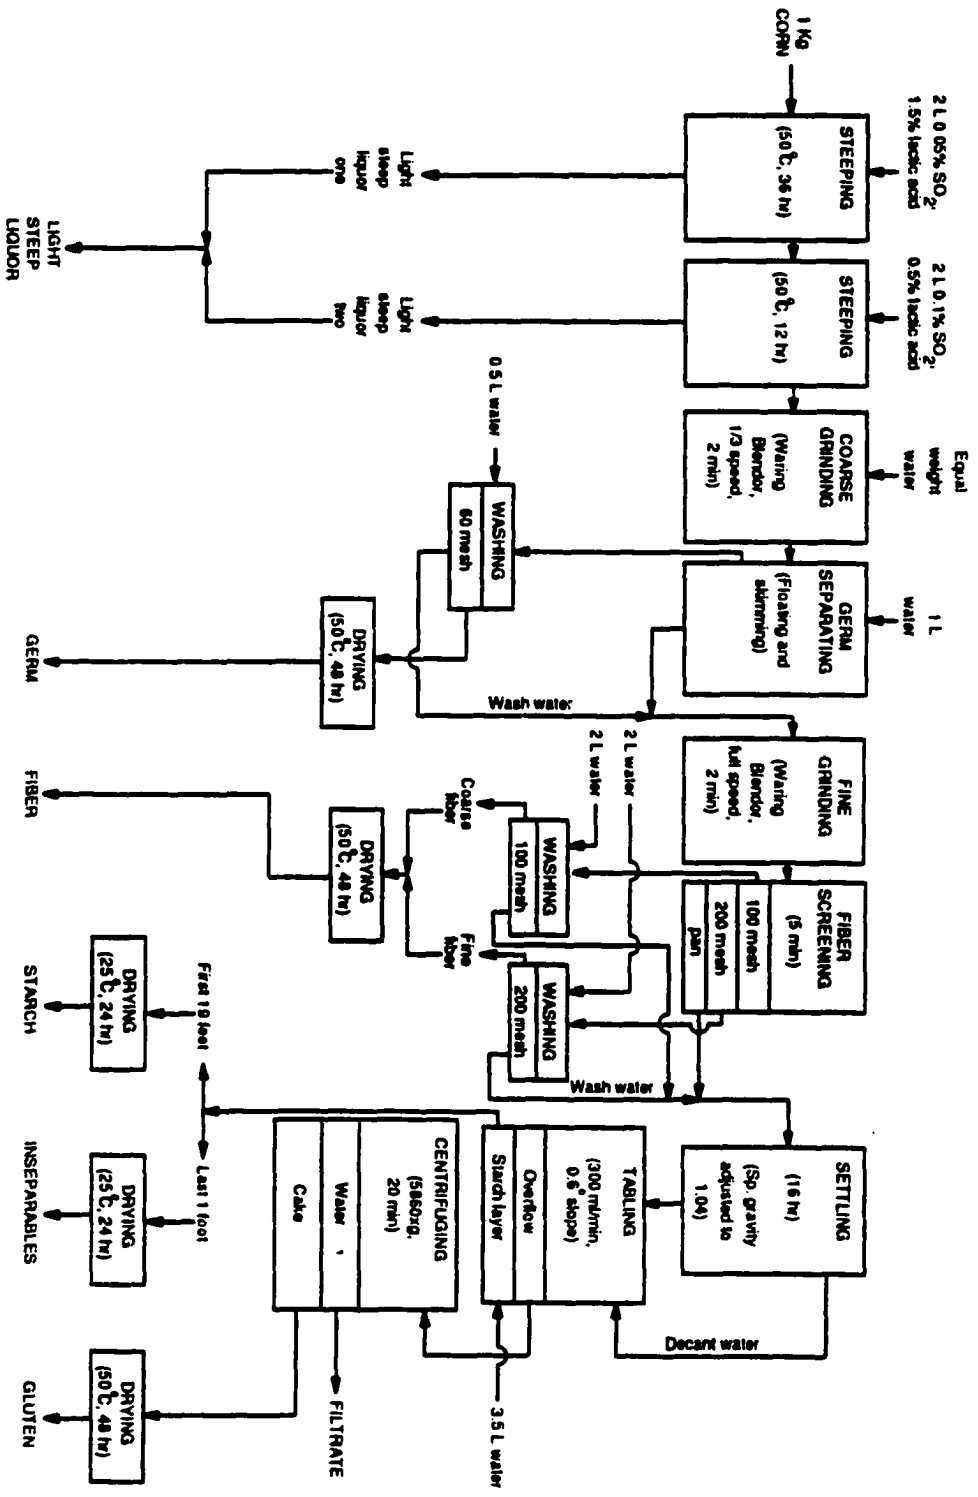 1 Kg
CORN
2 L 0.05% SO2,
1.5% lactic acid
STEEPING
(50°C, 36 hr)
2 L 0.1% SO2,
0.5% lactic acid
STEEPING
(50°C, 12 hr)
Equal
weight
water
COARSE
GRINDING
(Waring
Blendor,
1/3 speed,
2 min)
1 L
water
GERM
SEPARATING
(Floating and
skimming)
FINE
GRINDING
(Waring
Blendor,
full speed,
2 min)
FIBER
SCREENING
(5 min)
100 mesh
200 mesh
pan
SETTLING
(16 hr)
(Sp. gravity
adjusted to
1.04)
Light
steep
liquor
one
Light
steep
liquor
two
LIGHT
STEEP
LIQUOR
0.5 L water
WASHING
60 mesh
DRYING
(50°C, 48 hr)
GERM
Wash water
2 L water
2 L water
WASHING
100 mesh
WASHING
200 mesh
Coarse
fiber
Fine
fiber
DRYING
(50°C, 48 hr)
FIBER
Wash water
Decant water
TABLING
(300 ml/min,
0.6° slope)
Overflow
Starch layer
3.5 L water
CENTRIFUGING
(5860xg,
20 min)
Water
Cake
FILTRATE
First 19 feet
Last 1 foot
DRYING
(25°C, 24 hr)
STARCH
DRYING
(25°C, 24 hr)
INSEPARABLES
DRYING
(50°C, 48 hr)
GLUTEN